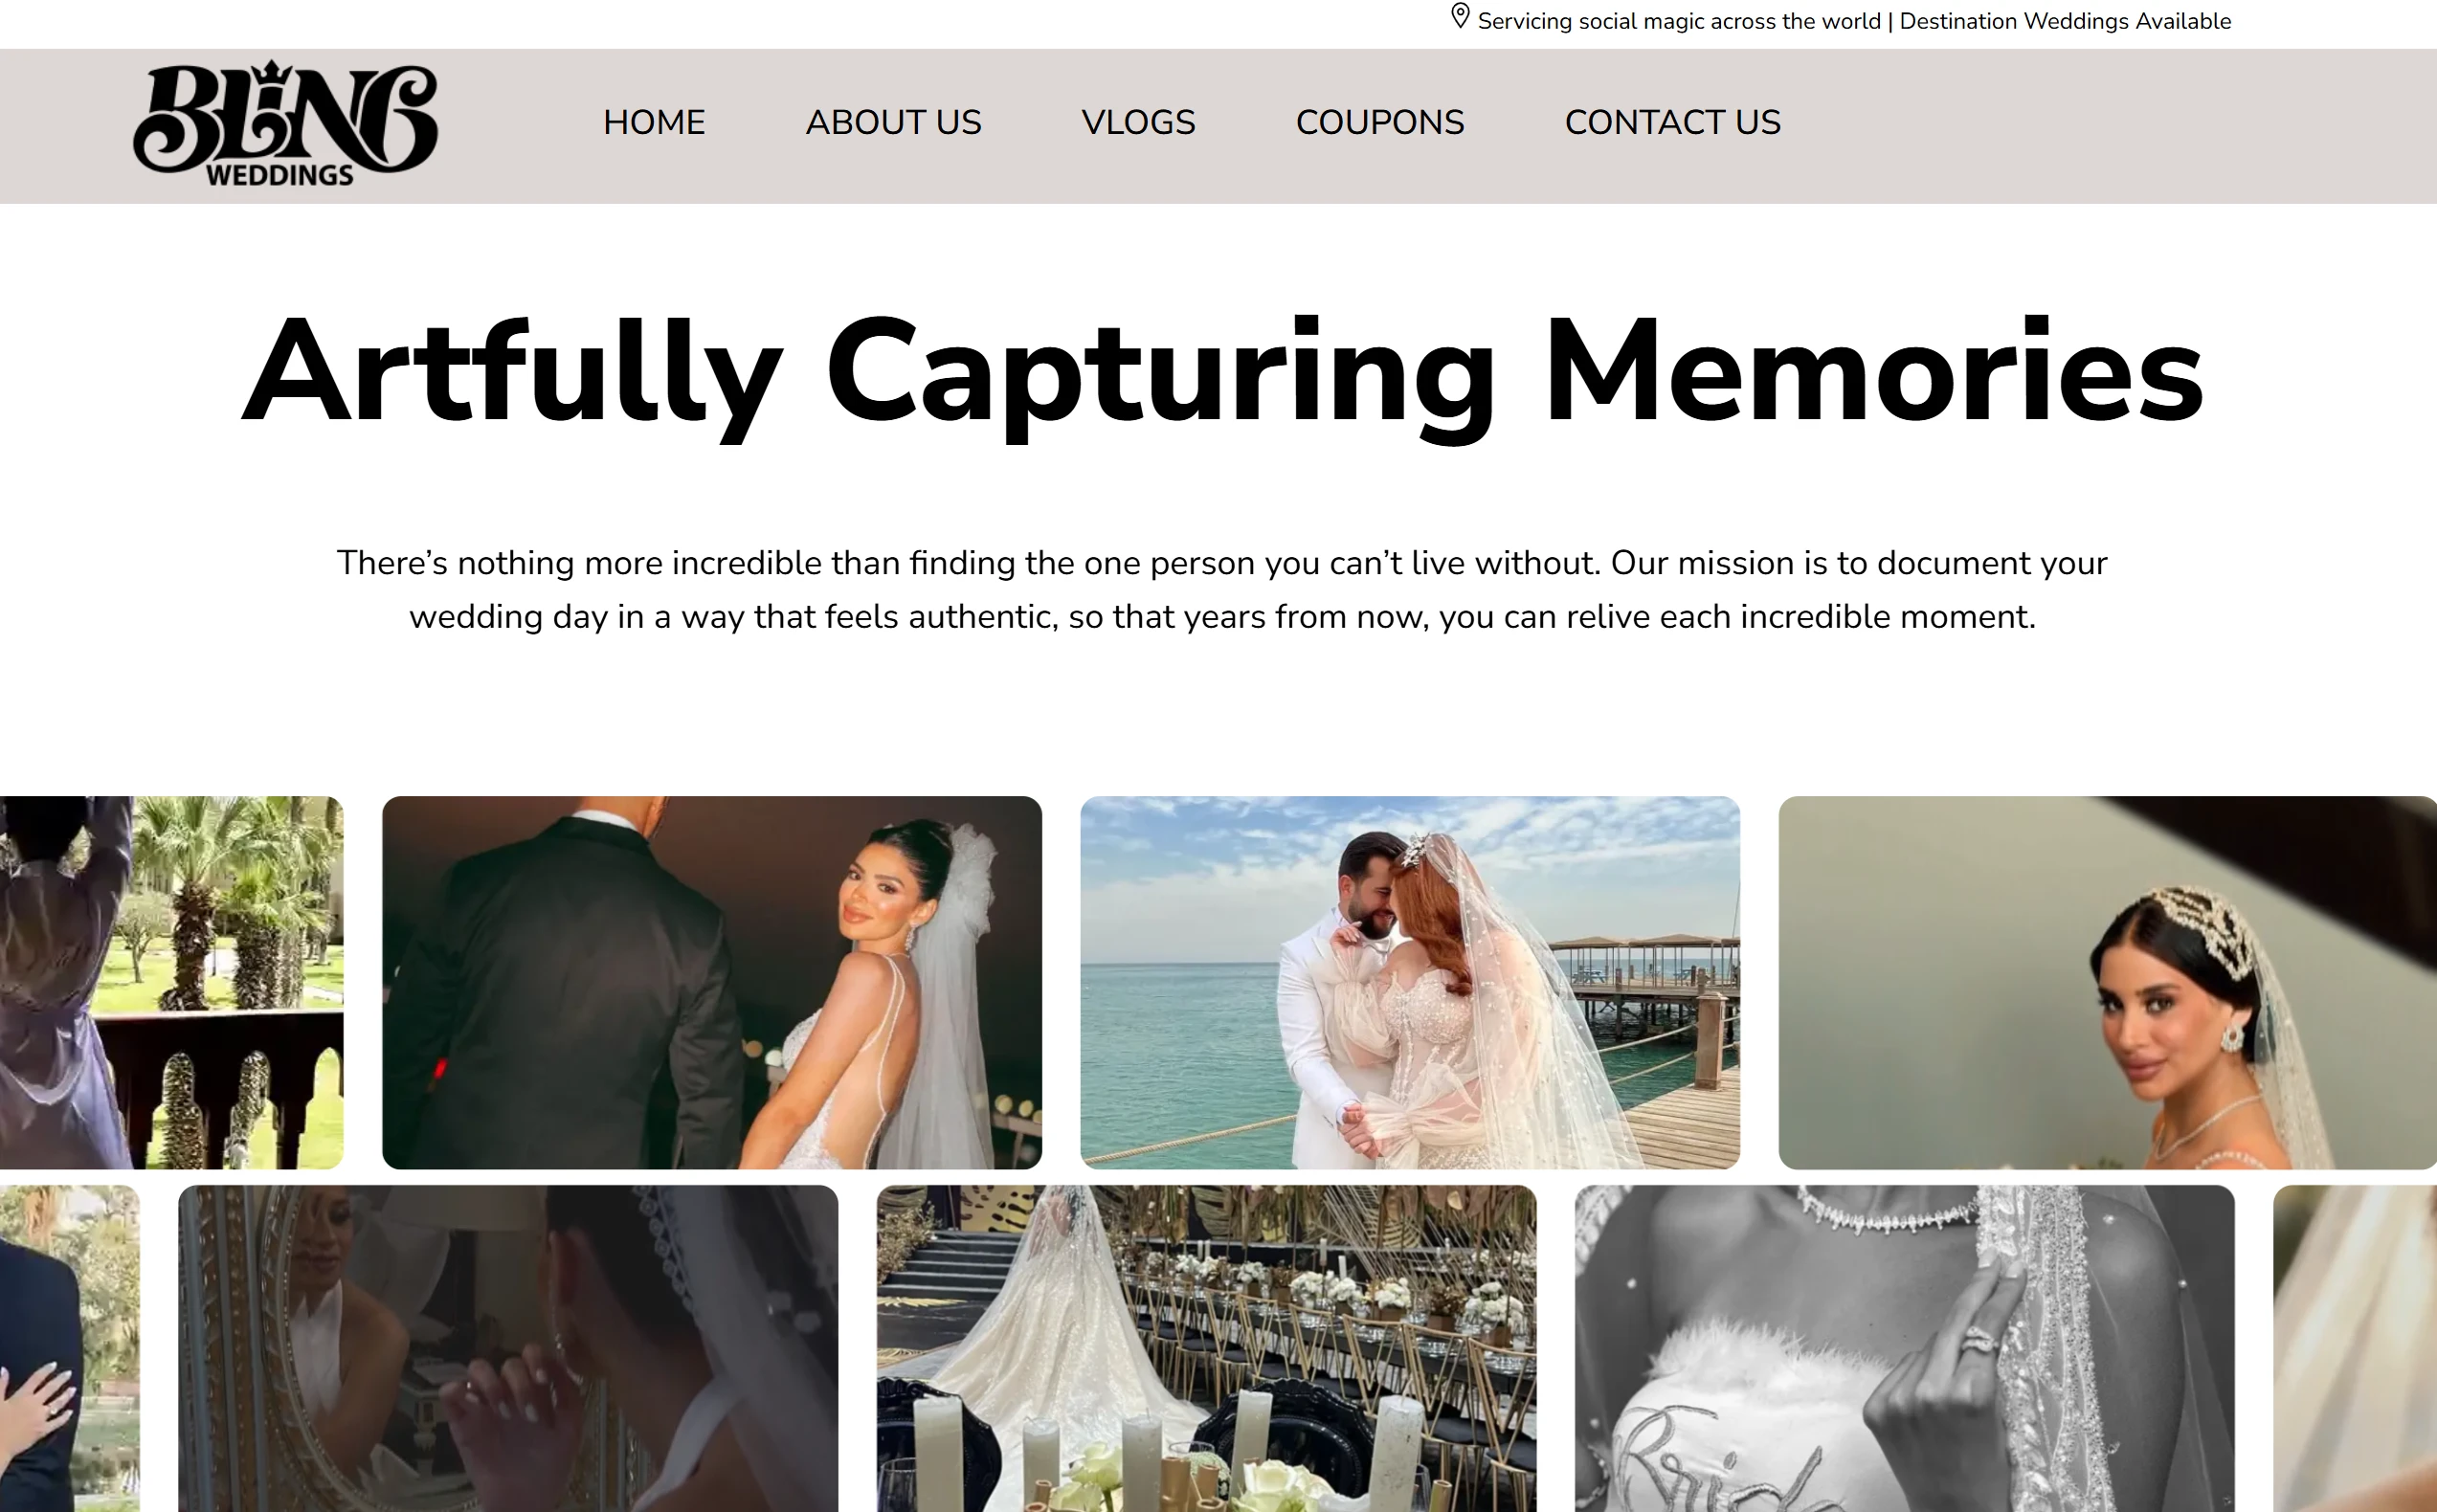 Servicing social magic across the world | Destination Weddings Available
BLING
WEDDINGS
HOME ABOUT US VLOGS COUPONS CONTACT US
Artfully Capturing Memories
There’s nothing more incredible than finding the one person you can’t live without. Our mission is to document your
wedding day in a way that feels authentic, so that years from now, you can relive each incredible moment.
Bride